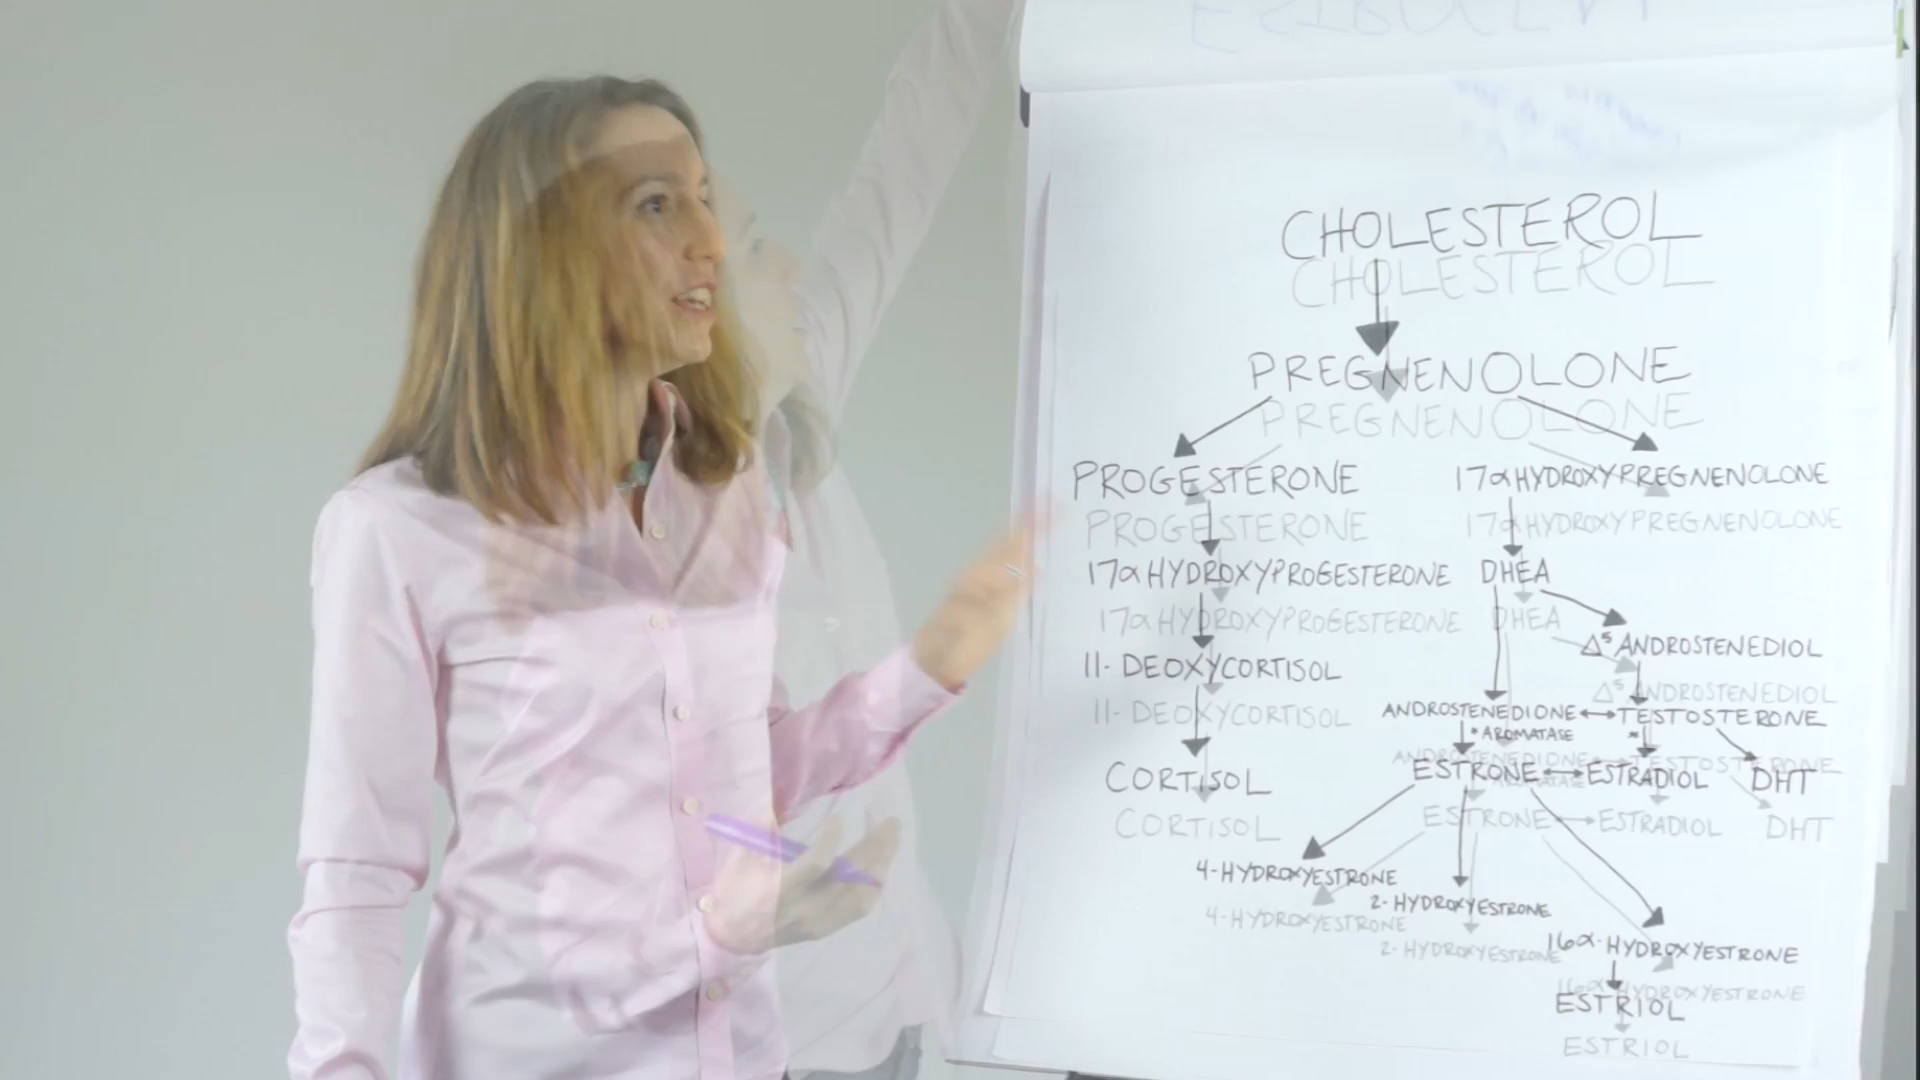 CHOLESTEROL
PREGNENOLONE
PROGESTERONE 17α HYDROXYPREGNENOLONE
17α HYDROXYPROGESTERONE DHEA
Δ⁵ ANDROSTENEDIOL
11- DEOXYCORTISOL
ANDROSTENEDIONE TESTOSTERONE
* AROMATASE *
CORTISOL ESTRONE ESTRADIOL DHT
4-HYDROXYESTRONE
2- HYDROXYESTRONE
16α-HYDROXYESTRONE
ESTRIOL